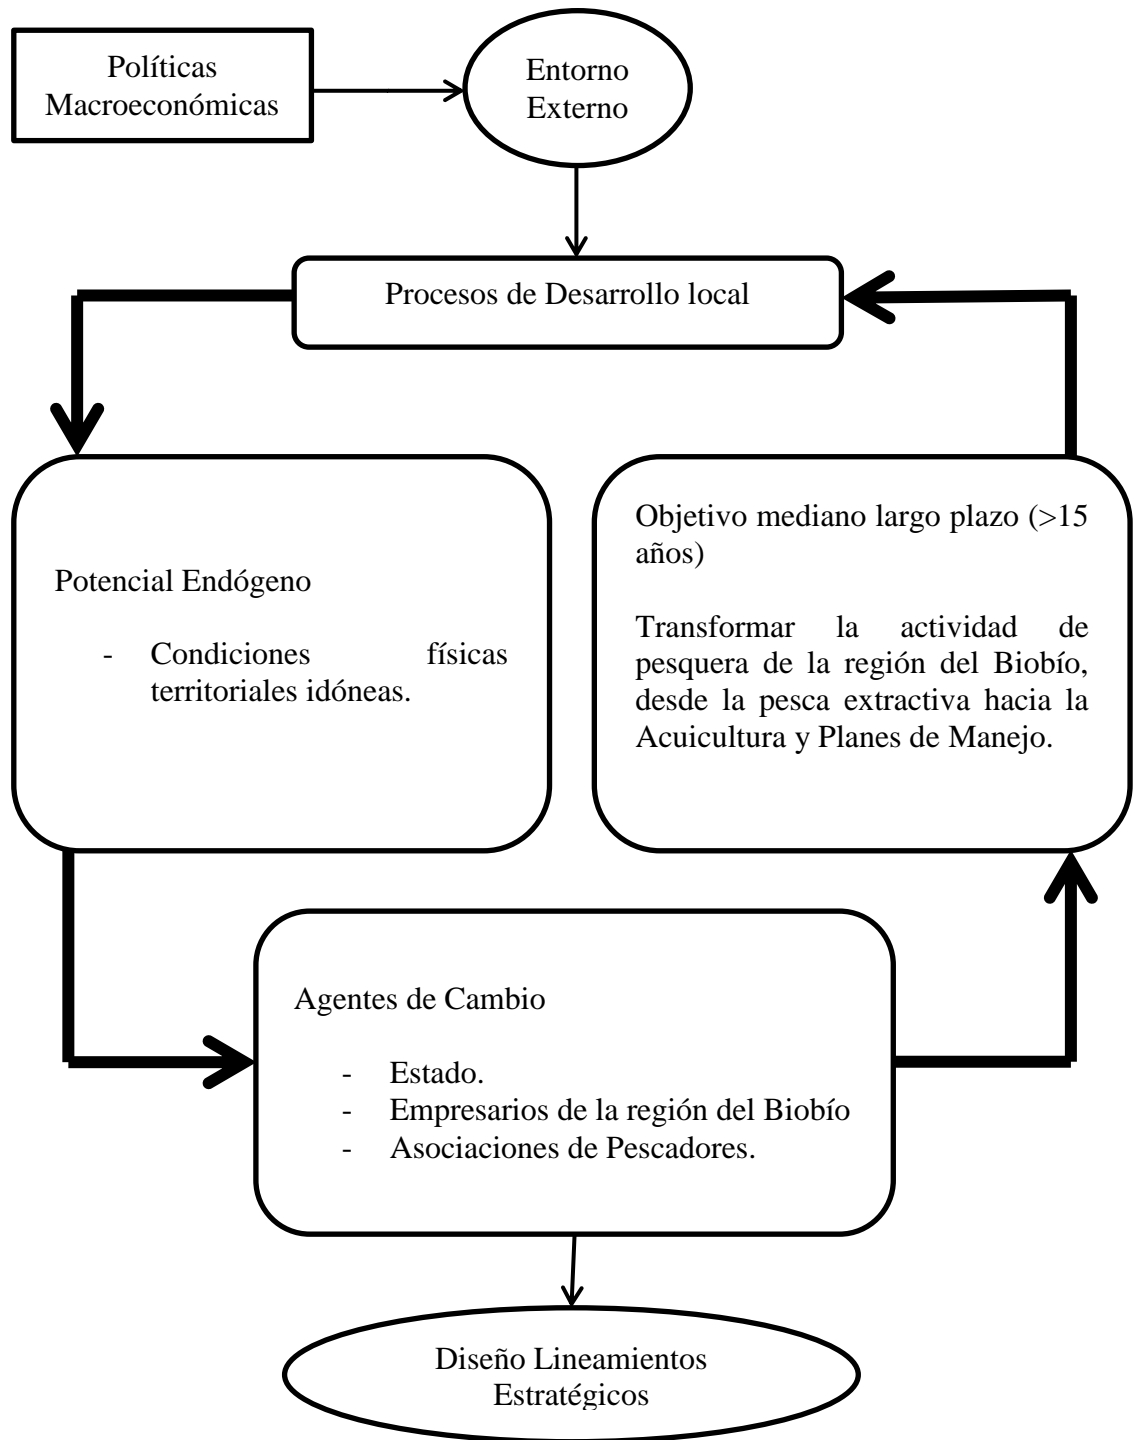 Políticas
Macroeconómicas
Entorno
Externo
Procesos de Desarrollo local
Potencial Endógeno
- Condiciones físicas
territoriales idóneas.
Objetivo mediano largo plazo (>15
años)
Transformar la actividad de
pesquera de la región del Biobío,
desde la pesca extractiva hacia la
Acuicultura y Planes de Manejo.
Agentes de Cambio
- Estado.
- Empresarios de la región del Biobío
- Asociaciones de Pescadores.
Diseño Lineamientos
Estratégicos